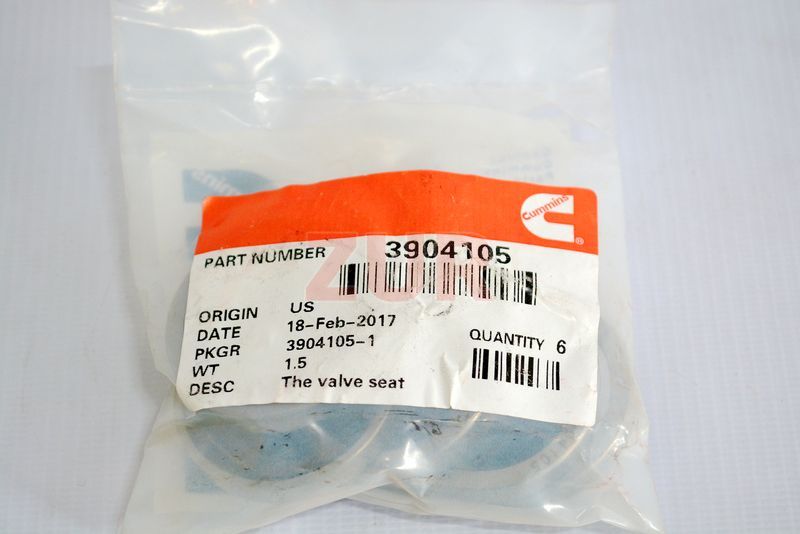 Cummins
Cummins
®
PART NUMBER 3904105
ORIGIN US
DATE 18-Feb-2017
PKGR 3904105-1
WT 1.5
DESC The valve seat
QUANTITY 6